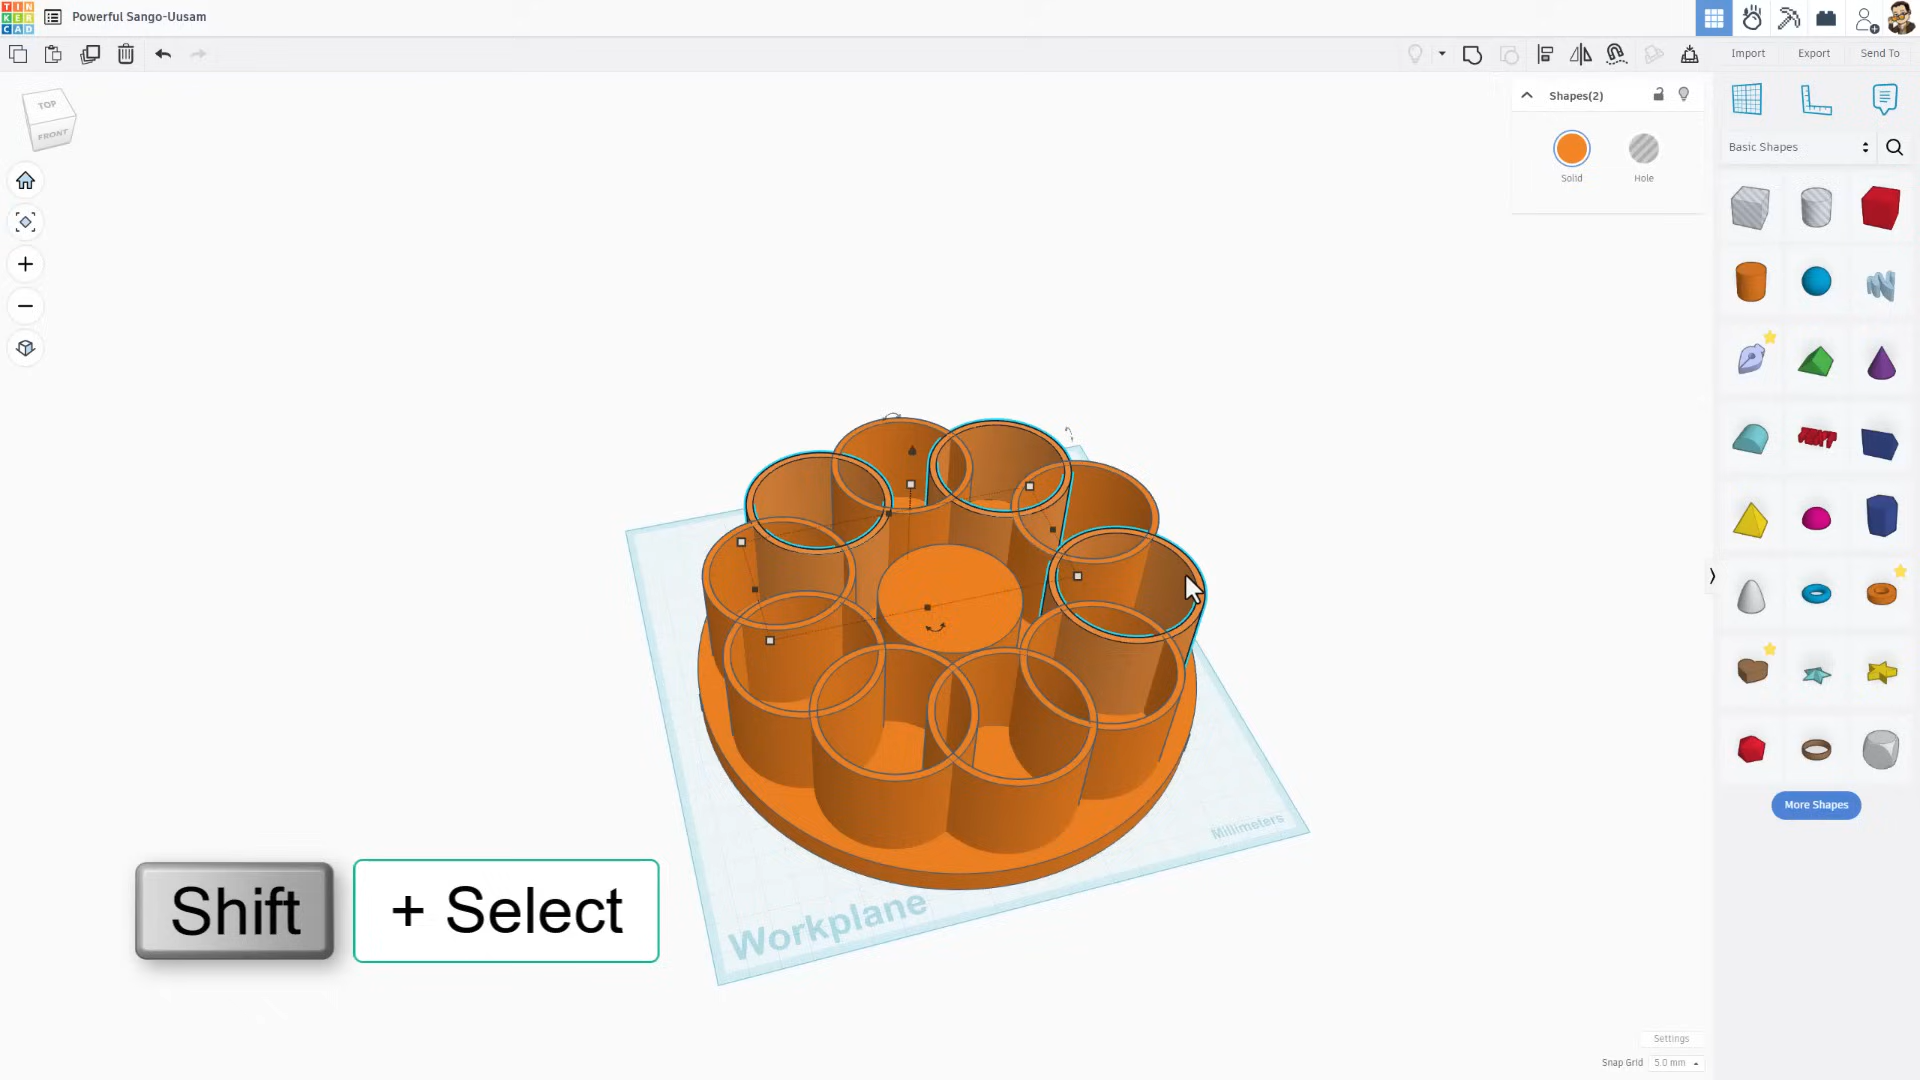 TIN
KER
CAD
Powerful Sango-Uusam
Import
Export
Send To
TOP
FRONT
Shapes(2)
Solid
Hole
Basic Shapes
TEXT
More Shapes
Millimeters
Workplane
Shift
+ Select
Settings
Snap Grid
5.0 mm